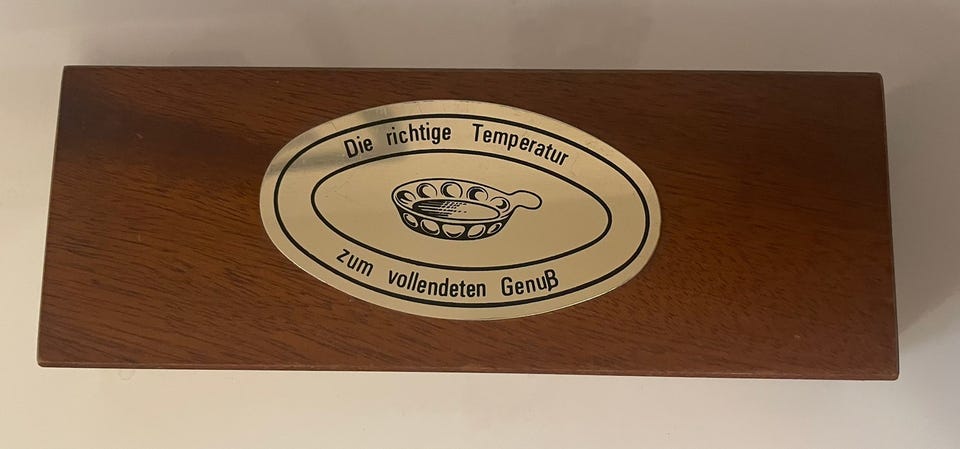 Die richtige Temperatur
zum vollendeten Genuß